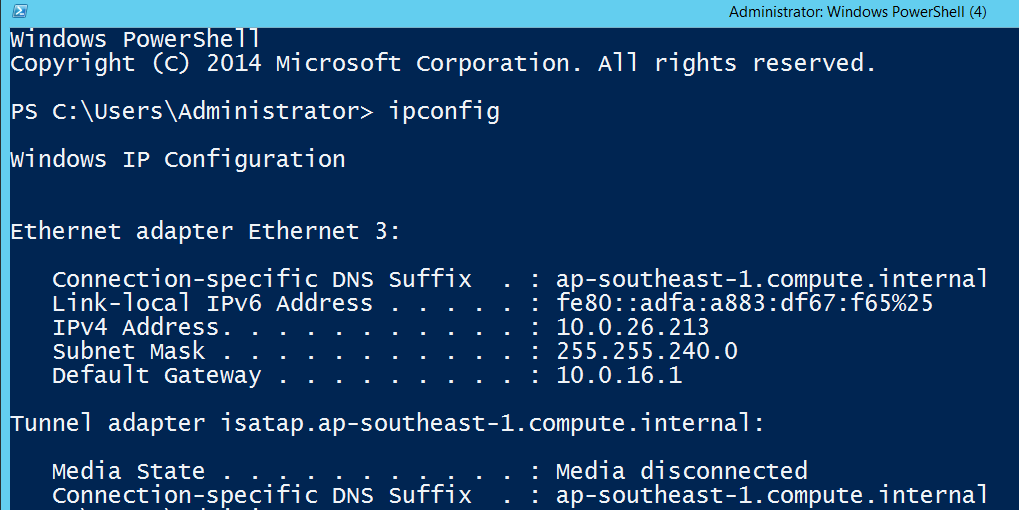 Administrator: Windows PowerShell (4)
Windows PowerShell
Copyright (C) 2014 Microsoft Corporation. All rights reserved.
PS C:\Users\Administrator> ipconfig
Windows IP Configuration
Ethernet adapter Ethernet 3:
Connection-specific DNS Suffix  . : ap-southeast-1.compute.internal
Link-local IPv6 Address . . . . . : fe80::adfa:a883:df67:f65%25
IPv4 Address. . . . . . . . . . . : 10.0.26.213
Subnet Mask . . . . . . . . . . . : 255.255.240.0
Default Gateway . . . . . . . . . : 10.0.16.1
Tunnel adapter isatap.ap-southeast-1.compute.internal:
Media State . . . . . . . . . . . : Media disconnected
Connection-specific DNS Suffix  . : ap-southeast-1.compute.internal